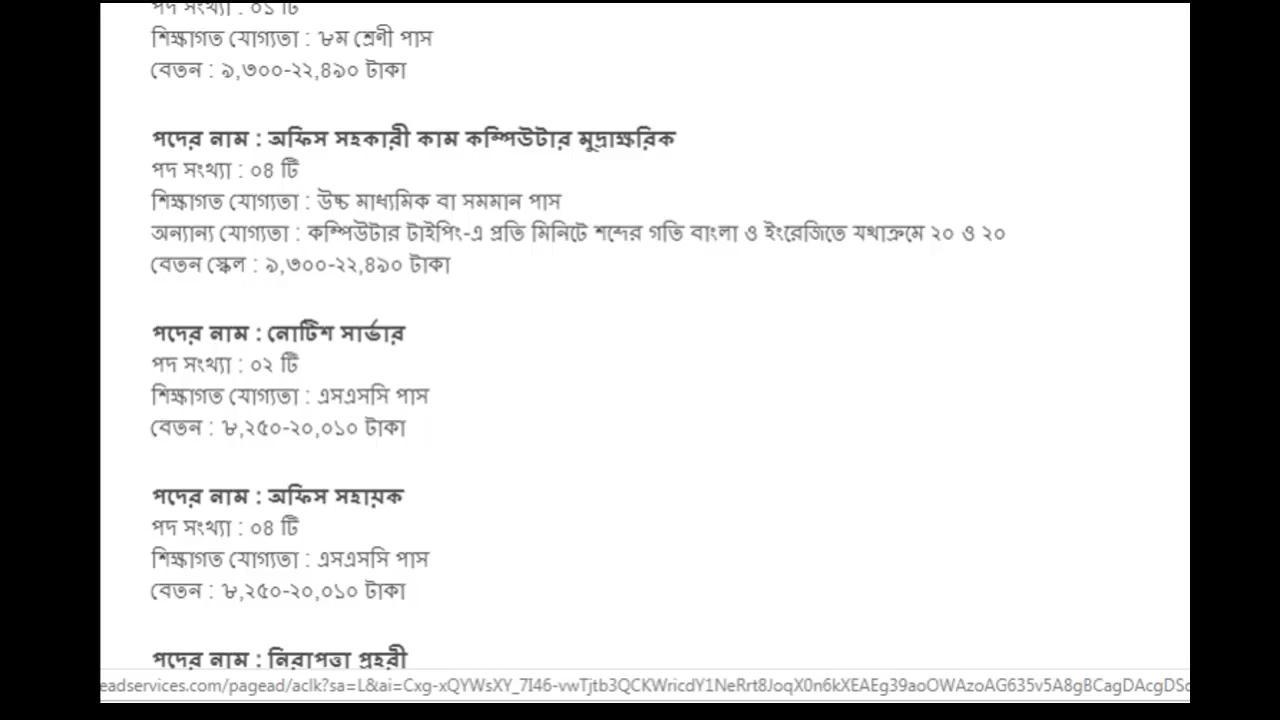 পদ সংখ্যা : ০১ টি
শিক্ষাগত যোগ্যতা : ৮ম শ্রেণী পাস
বেতন : ৯,৩০০-২২,৪৯০ টাকা
পদের নাম : অফিস সহকারী কাম কম্পিউটার মুদ্রাক্ষরিক
পদ সংখ্যা : ০৪ টি
শিক্ষাগত যোগ্যতা : উচ্চ মাধ্যমিক বা সমমান পাস
অন্যান্য যোগ্যতা : কম্পিউটার টাইপিং-এ প্রতি মিনিটে শব্দের গতি বাংলা ও ইংরেজিতে যথাক্রমে ২০ ও ২০
বেতন স্কেল : ৯,৩০০-২২,৪৯০ টাকা
পদের নাম : নোটিশ সার্ভার
পদ সংখ্যা : ০২ টি
শিক্ষাগত যোগ্যতা : এসএসসি পাস
বেতন : ৮,২৫০-২০,০১০ টাকা
পদের নাম : অফিস সহায়ক
পদ সংখ্যা : ০৪ টি
শিক্ষাগত যোগ্যতা : এসএসসি পাস
বেতন : ৮,২৫০-২০,০১০ টাকা
পদের নাম : নিরাপত্তা প্রহরী
eadservices.com/pagead/aclk?sa=L&ai=Cxg-xQYWsXY_7I46-vwTjtb3QCKWricdY1NeRrt8JoqX0n6kXEAEg39aoOWAzoAG635v5A8gBCagDAcgDSc